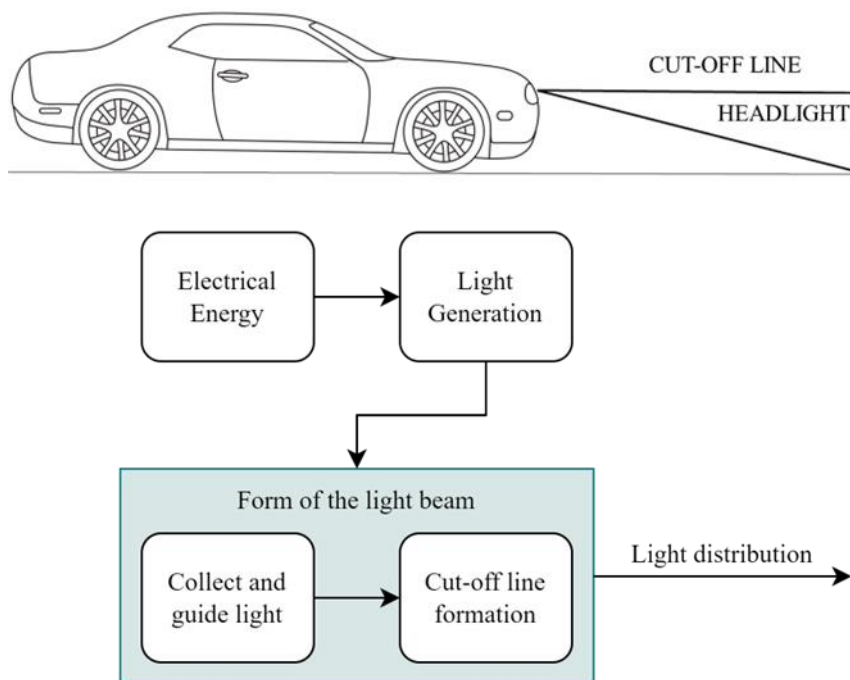 CUT-OFF LINE
HEADLIGHT
Electrical
Energy
Light
Generation
Form of the light beam
Collect and
guide light
Cut-off line
formation
Light distribution